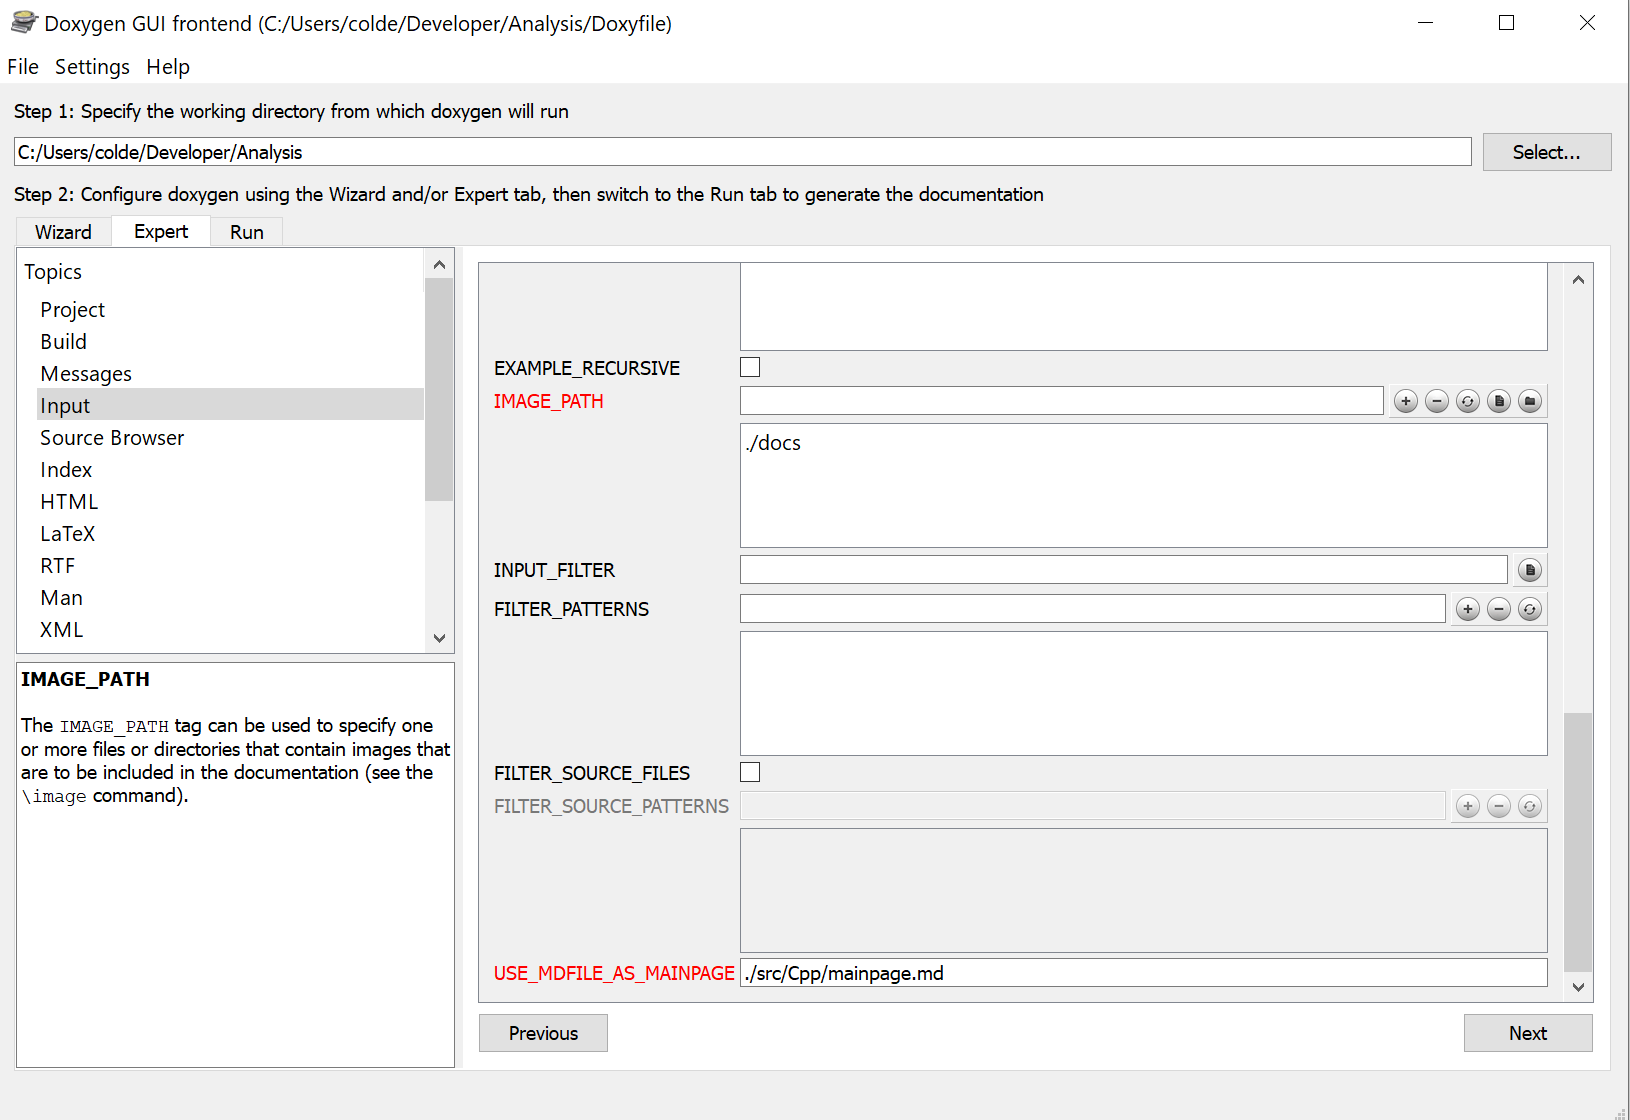 Doxygen GUI frontend (C:/Users/colde/Developer/Analysis/Doxyfile)
File Settings Help
Step 1: Specify the working directory from which doxygen will run
C:/Users/colde/Developer/Analysis
Select...
Step 2: Configure doxygen using the Wizard and/or Expert tab, then switch to the Run tab to generate the documentation
Wizard Expert Run
Topics
Project
Build
Messages
Input
Source Browser
Index
HTML
LaTeX
RTF
Man
XML
IMAGE_PATH
The IMAGE_PATH tag can be used to specify one
or more files or directories that contain images that
are to be included in the documentation (see the
\image command).
EXAMPLE_RECURSIVE
IMAGE_PATH
./docs
INPUT_FILTER
FILTER_PATTERNS
FILTER_SOURCE_FILES
FILTER_SOURCE_PATTERNS
USE_MDFILE_AS_MAINPAGE ./src/Cpp/mainpage.md
Previous
Next